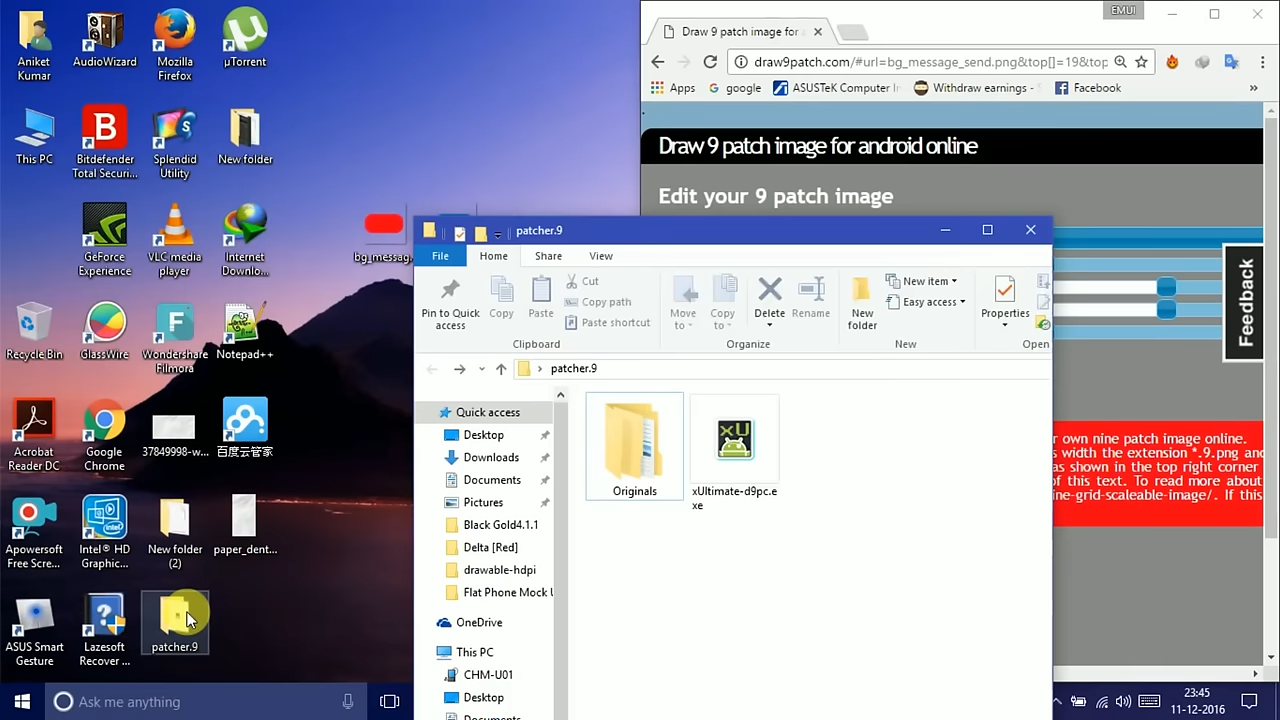 Aniket
Kumar
AudioWizard
Mozilla
Firefox
µTorrent
This PC
Bitdefender
Total Securi...
Splendid
Utility
New folder
GeForce
Experience
VLC media
player
Internet
Downlo...
bg_messag.
Recycle Bin
GlassWire
Wondershare
Filmora
Notepad++
Acrobat
Reader DC
Google
Chrome
37849998-w...
百度云管家
Apowersoft
Free Scre...
Intel® HD
Graphic...
New folder
(2)
paper_dent...
ASUS Smart
Gesture
Lazesoft
Recover ...
patcher.9
EMUI
Draw 9 patch image for
draw9patch.com/#url=bg_message_send.png&top[]=19&top
Apps
google
ASUSTeK Computer
Withdraw earnings -
Facebook
»
Draw 9 patch image for android online
Edit your 9 patch image
Feedback
r own nine patch image online.
s width the extension *.9.png and
as shown in the top right corner
of this text. To read more about
ine-grid-scaleable-image/. If this
patcher.9
File
Home
Share
View
Pin to Quick
access
Copy
Paste
Cut
Copy path
Paste shortcut
Clipboard
Move
to
Copy
to
Delete
Rename
Organize
New
folder
New item
Easy access
New
Properties
Open
patcher.9
Quick access
Desktop
Downloads
Documents
Pictures
Black Gold4.1.1
Delta [Red]
drawable-hdpi
Flat Phone Mock U
OneDrive
This PC
CHM-U01
Desktop
Documents
Originals
xU
xUltimate-d9pc.e
xe
Ask me anything
23:45
11-12-2016